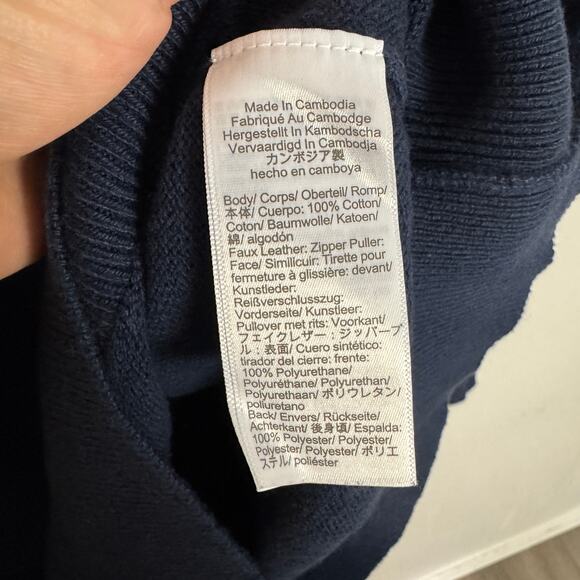 Made In Cambodia
Fabriqué Au Cambodge
Hergestellt In Kambodscha
Vervaardigd In Cambodja
カンボジア製
hecho en camboya
Body/ Corps/ Oberteil/ Romp/
本体/ Cuerpo: 100% Cotton/
Coton/ Baumwolle/ Katoen/
綿/ algodón
Faux Leather: Zipper Puller:
Face/ Similicuir: Tirette pour
fermeture à glissière: devant/
Kunstleder:
Reißverschlusszug:
Vorderseite/ Kunstleer:
Pullover met rits: Voorkant/
フェイクレザー：ジッパープ
ル：表面/ Cuero sintético:
tirador del cierre: frente:
100% Polyurethane/
Polyuréthane/ Polyurethan/
Polyurethaan/ ポリウレタン/
poliuretano
Back/ Envers/ Rückseite/
Achterkant/ 後身頃/ Espalda:
100% Polyester/ Polyester/
Polyester/ Polyester/ ポリエ
ステル/ poliéster